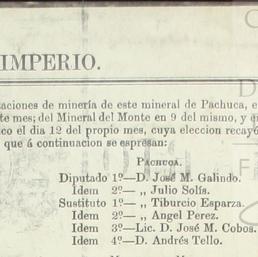 IMPERIO.
taciones de minería de este mineral de Pachuca, e
te mes; del Mineral del Monte en 9 del mismo, y en
co el dia 12 del propio mes, cuya eleccion recayó
que á continuacion se espresan:
PACHUCA.
Diputado 1º—D. José M. Galindo.
Idem 2º— „ Julio Solís.
Sustituto 1º— „ Tiburcio Esparza.
Idem 2º— „ Angel Perez.
Idem 3º—Lic. D. José M. Cobos.
Idem 4º—D. Andrés Tello.